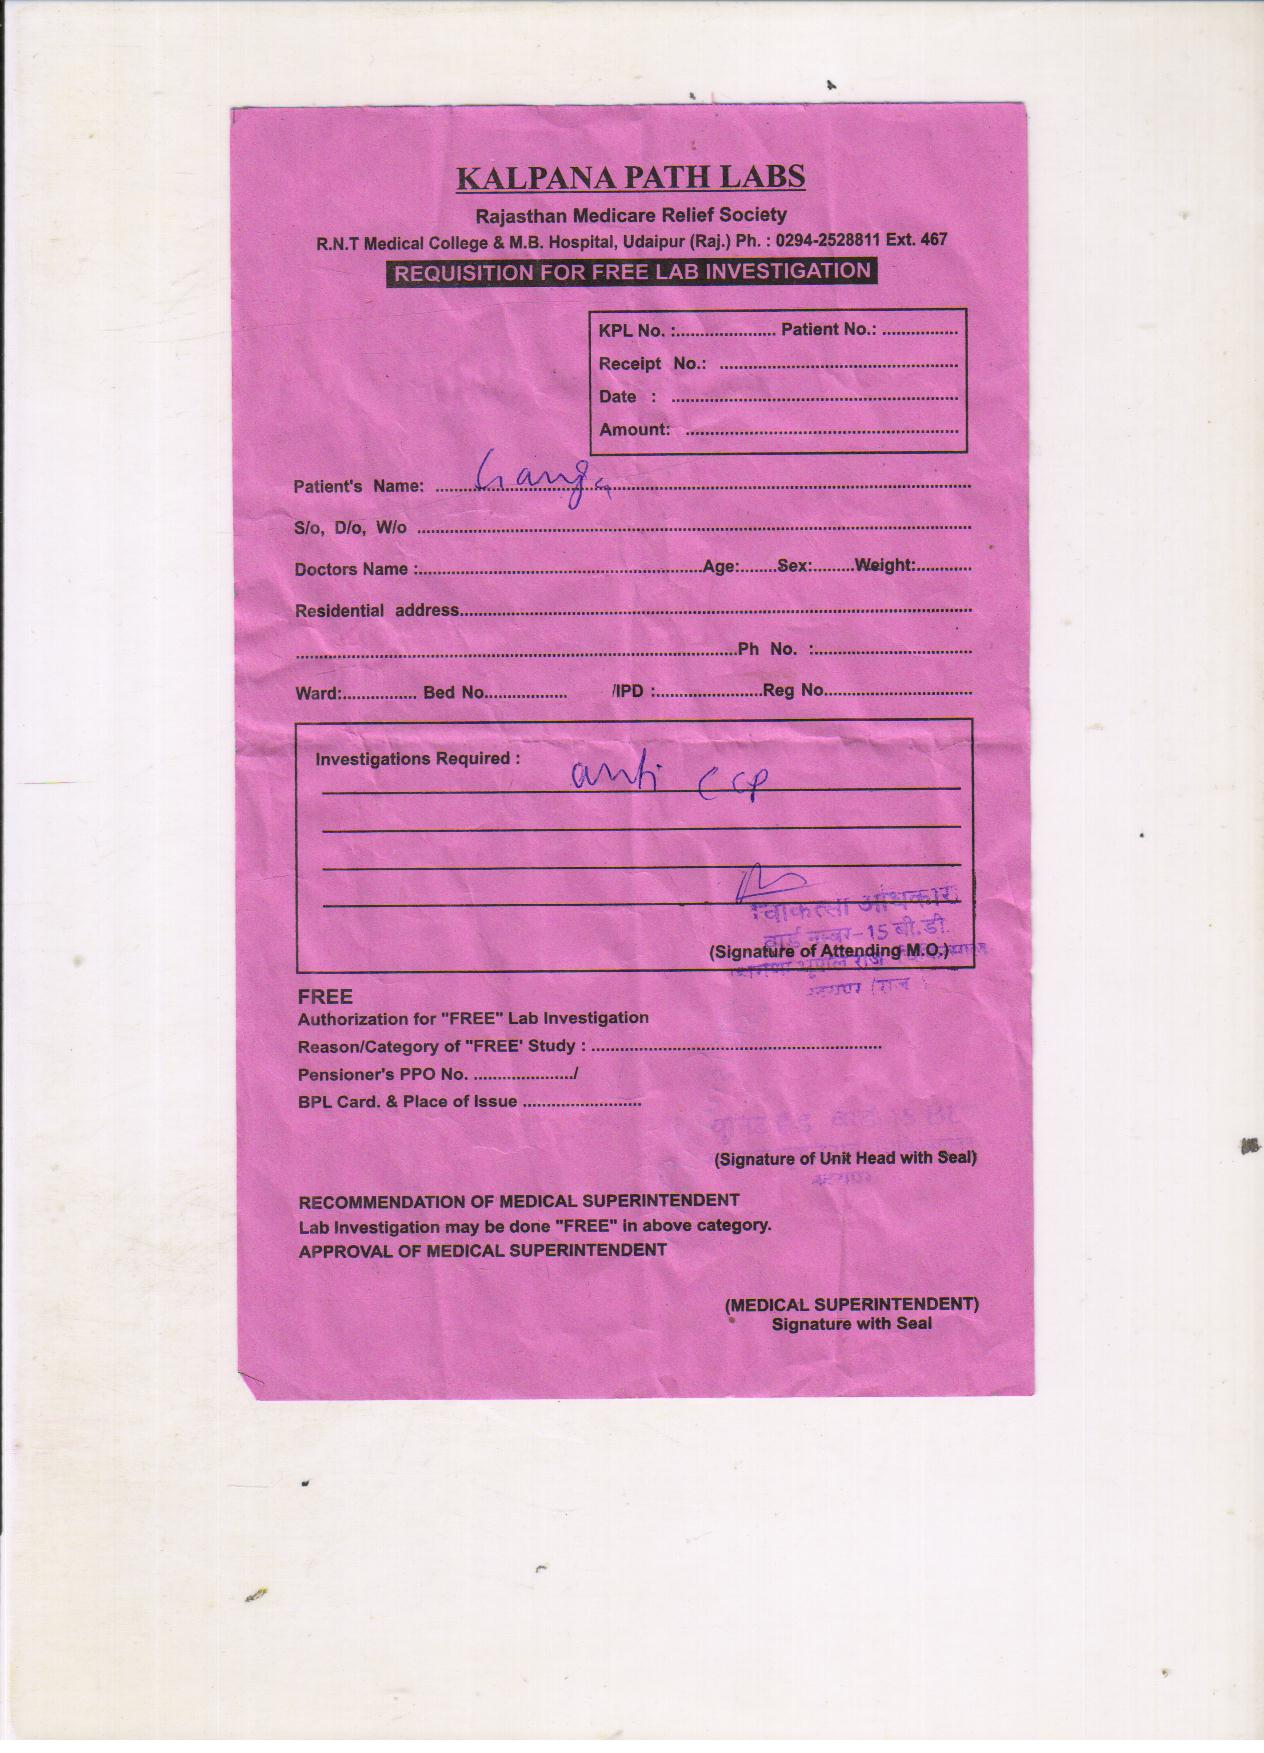 KALPANA PATH LABS
Rajasthan Medicare Relief Society
R.N.T Medical College & M.B. Hospital, Udaipur (Raj.) Ph. : 0294-2528811 Ext. 467
REQUISITION FOR FREE LAB INVESTIGATION
KPL No. :..................... Patient No.: ................
Receipt No.: ...................................................
Date : .............................................................
Amount: ..........................................................
Patient's Name: ..........Ganga..........
S/o, D/o, W/o ..........
Doctors Name :..........Age:........Sex:.........Weight:............
Residential address..........
..........Ph No. :..........
Ward:................ Bed No.................. /IPD :.......................Reg No................................
Investigations Required : anti CCP
चिकित्सा अधिकारी
वार्ड नम्बर-15 बी.डी.
(Signature of Attending M.O.)
FREE
Authorization for "FREE" Lab Investigation
Reason/Category of "FREE' Study : ..............................................................
Pensioner's PPO No. ....................../
BPL Card. & Place of Issue .........................
(Signature of Unit Head with Seal)
RECOMMENDATION OF MEDICAL SUPERINTENDENT
Lab Investigation may be done "FREE" in above category.
APPROVAL OF MEDICAL SUPERINTENDENT
(MEDICAL SUPERINTENDENT)
Signature with Seal